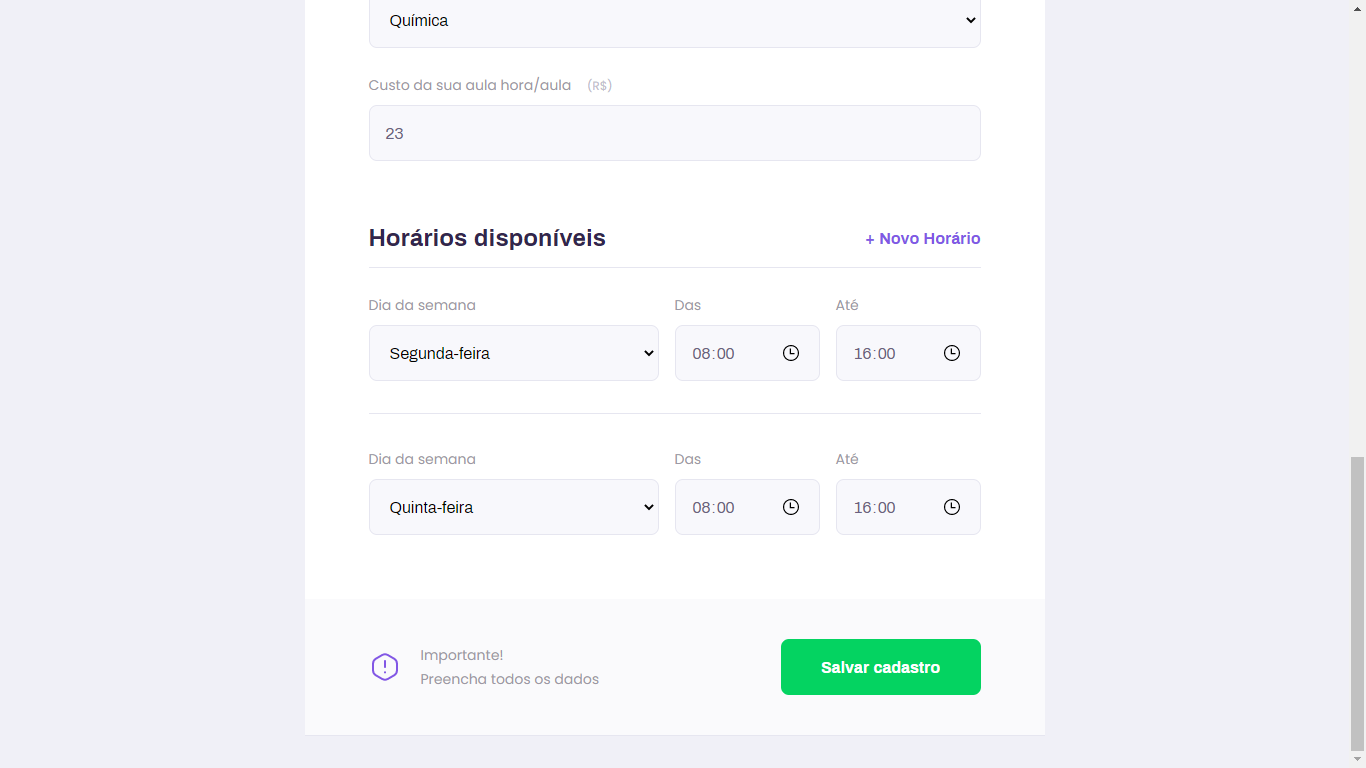 Química
Custo da sua aula hora/aula (R$)
23
Horários disponíveis + Novo Horário
Dia da semana Das Até
Segunda-feira 08:00 16:00
Dia da semana Das Até
Quinta-feira 08:00 16:00
Importante!
Preencha todos os dados
Salvar cadastro